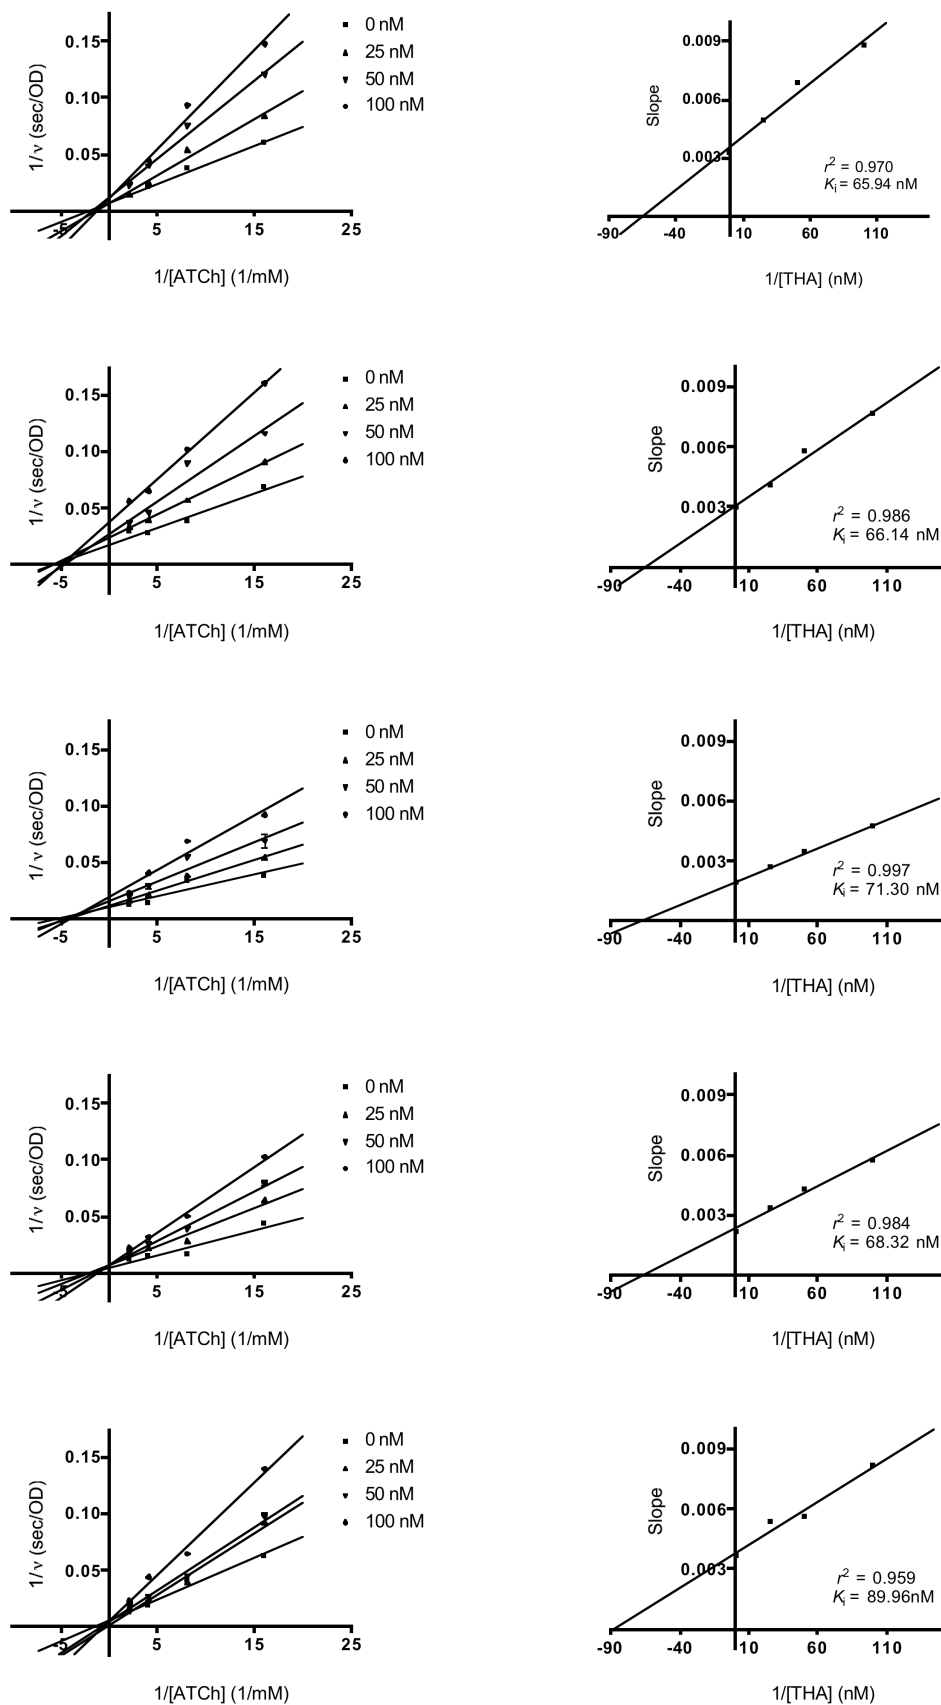 0 nM
25 nM
50 nM
100 nM
0.15
0.10
0.05
1/ν (sec/OD)
-5 5 15 25
1/[ATCh] (1/mM)
0.009
0.006
0.003
Slope
r2 = 0.970
Ki = 65.94 nM
-90 -40 10 60 110
1/[THA] (nM)
0 nM
25 nM
50 nM
100 nM
0.15
0.10
0.05
1/ν (sec/OD)
-5 5 15 25
1/[ATCh] (1/mM)
0.009
0.006
0.003
Slope
r2 = 0.986
Ki = 66.14 nM
-90 -40 10 60 110
1/[THA] (nM)
0 nM
25 nM
50 nM
100 nM
0.15
0.10
0.05
1/ν (sec/OD)
-5 5 15 25
1/[ATCh] (1/mM)
0.009
0.006
0.003
Slope
r2 = 0.997
Ki = 71.30 nM
-90 -40 10 60 110
1/[THA] (nM)
0 nM
25 nM
50 nM
100 nM
0.15
0.10
0.05
1/ν (sec/OD)
-5 5 15 25
1/[ATCh] (1/mM)
0.009
0.006
0.003
Slope
r2 = 0.984
Ki = 68.32 nM
-90 -40 10 60 110
1/[THA] (nM)
0 nM
25 nM
50 nM
100 nM
0.15
0.10
0.05
1/ν (sec/OD)
-5 5 15 25
1/[ATCh] (1/mM)
0.009
0.006
0.003
Slope
r2 = 0.959
Ki = 89.96nM
-90 -40 10 60 110
1/[THA] (nM)